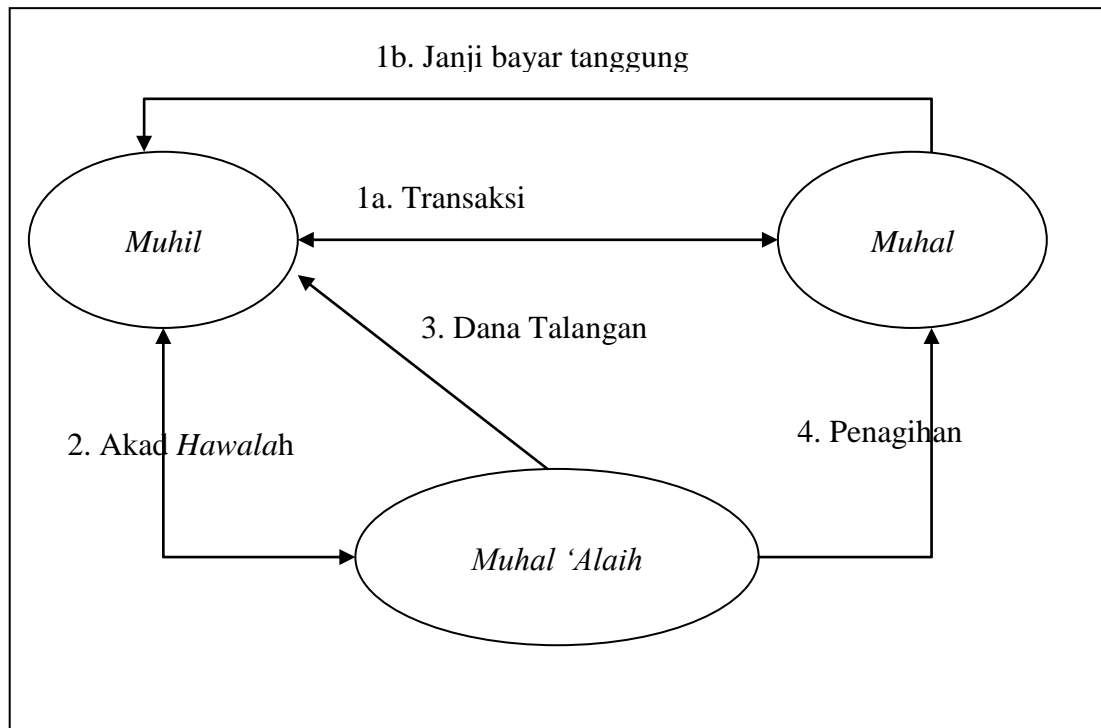 1b. Janji bayar tanggung
1a. Transaksi
Muhil
Muhal
3. Dana Talangan
2. Akad Hawalah
4. Penagihan
Muhal ‘Alaih